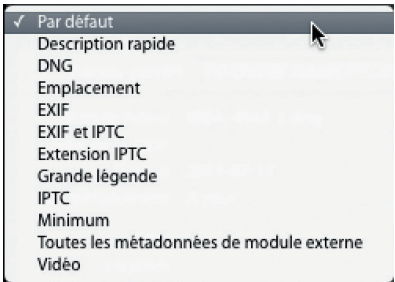 ✓ Par défaut
Description rapide
DNG
Emplacement
EXIF
EXIF et IPTC
Extension IPTC
Grande légende
IPTC
Minimum
Toutes les métadonnées de module externe
Vidéo